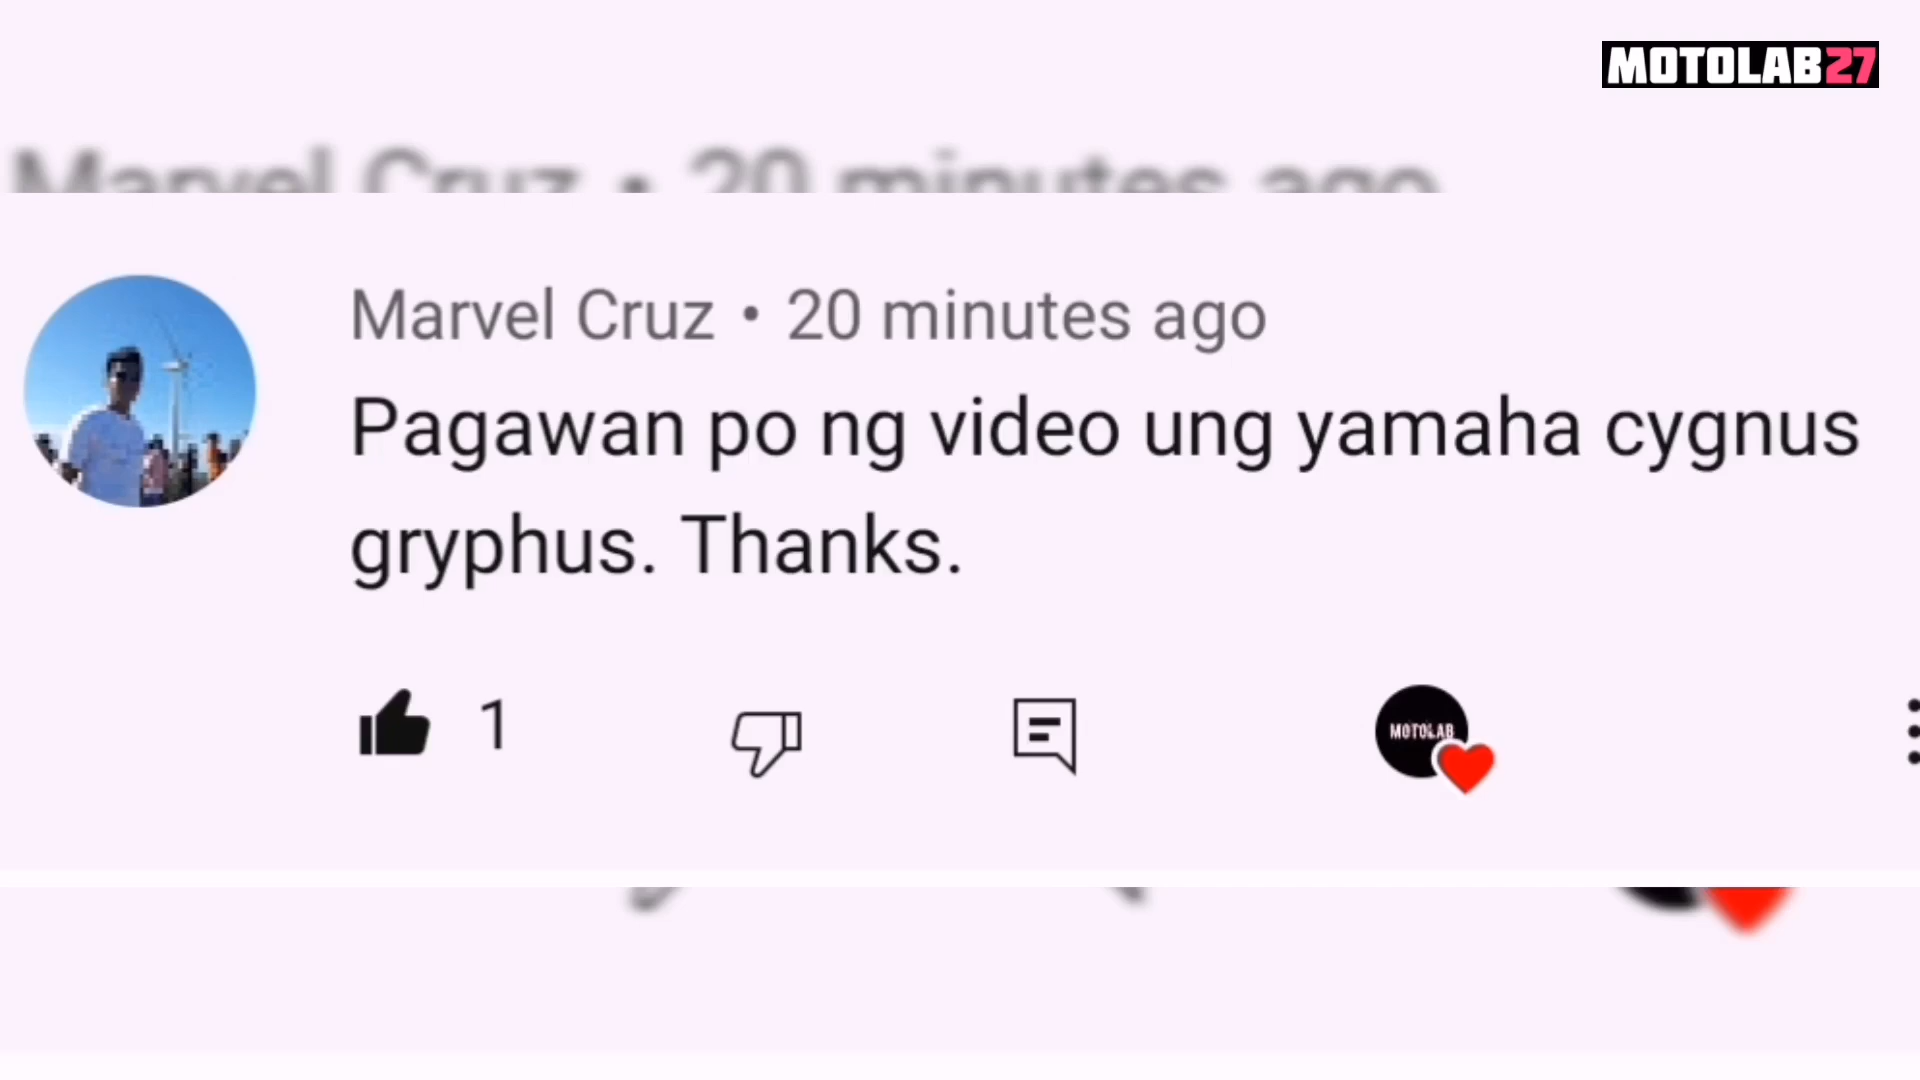 MOTOLAB27
Marvel Cruz • 20 minutes ago
Marvel Cruz • 20 minutes ago
Pagawan po ng video ung yamaha cygnus
gryphus. Thanks.
1
MOTOLAB